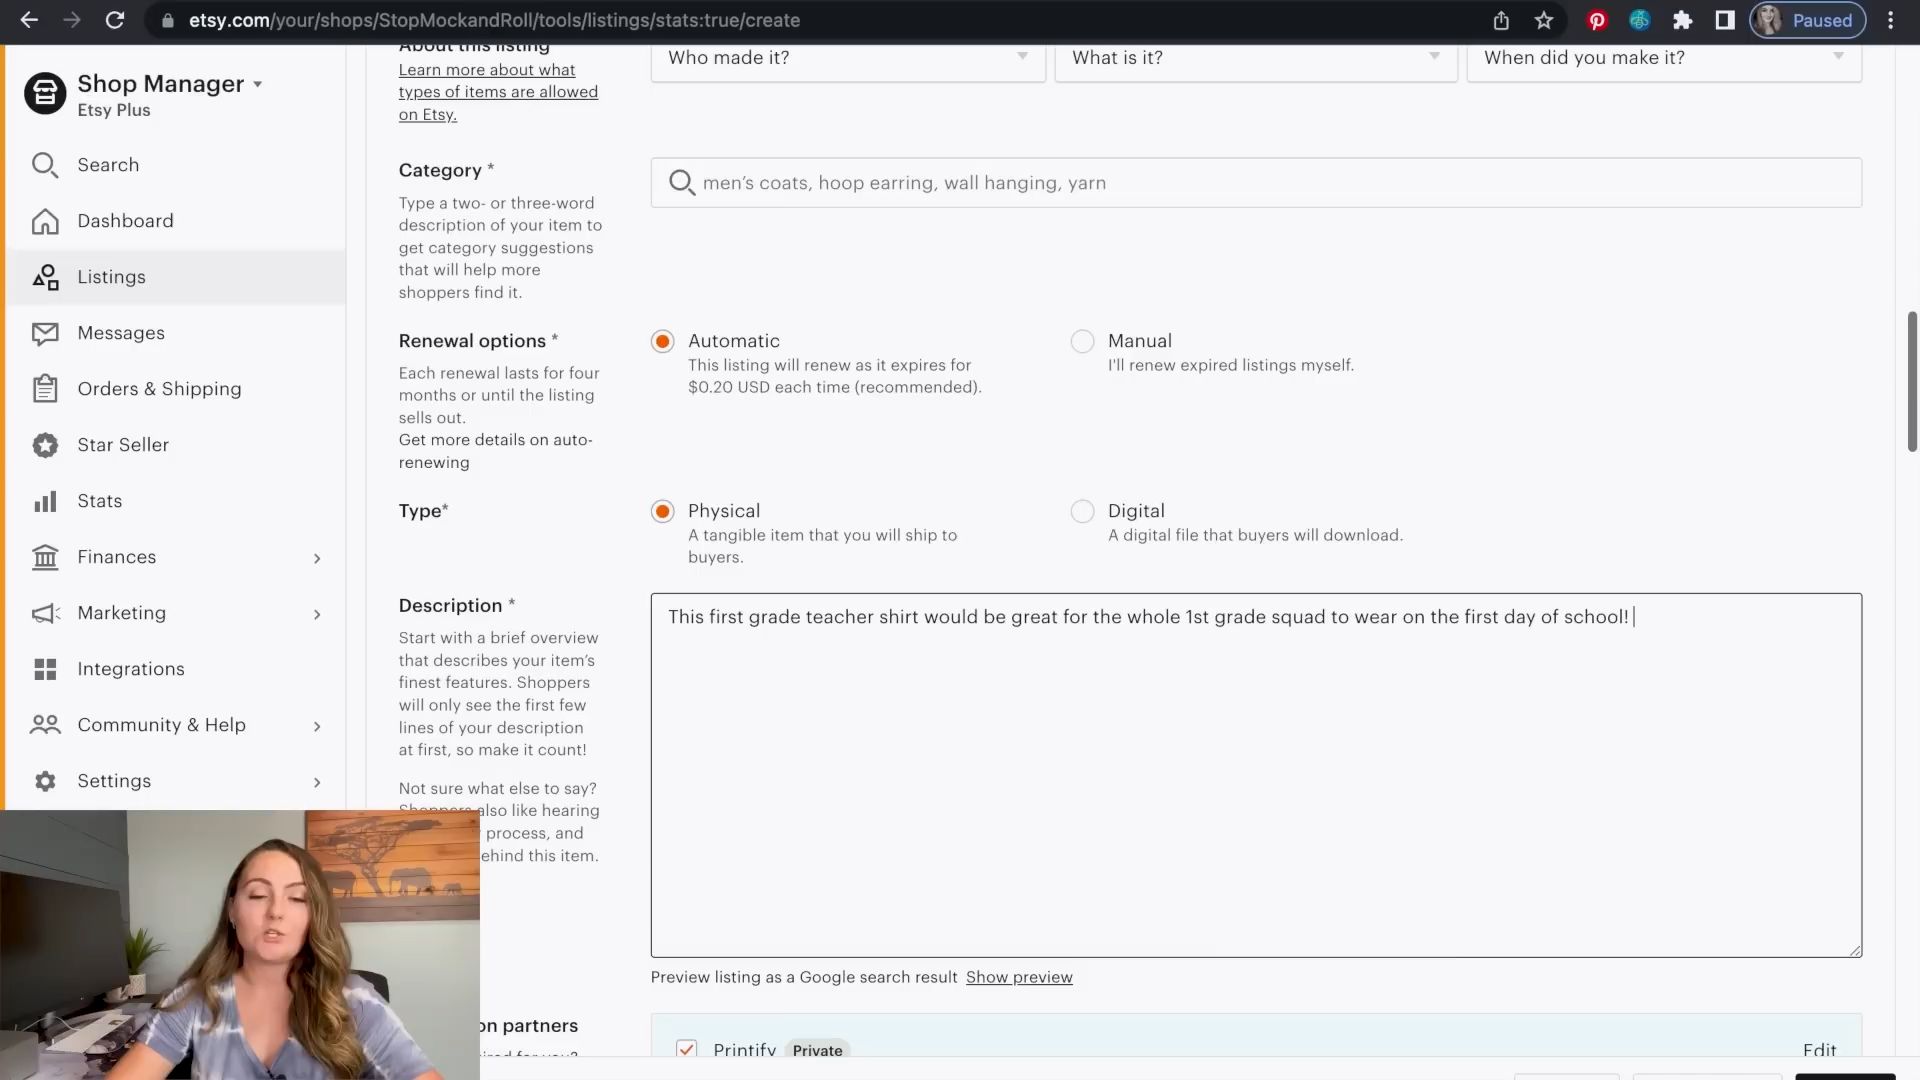 etsy.com/your/shops/StopMockandRoll/tools/listings/stats:true/create
Paused
Shop Manager
Etsy Plus
Search
Dashboard
Listings
Messages
Orders & Shipping
Star Seller
Stats
Finances
Marketing
Integrations
Community & Help
Settings
About this listing
Learn more about what
types of items are allowed
on Etsy.
Who made it?
What is it?
When did you make it?
Category *
Type a two- or three-word
description of your item to
get category suggestions
that will help more
shoppers find it.
men's coats, hoop earring, wall hanging, yarn
Renewal options *
Each renewal lasts for four
months or until the listing
sells out.
Get more details on auto-
renewing
Automatic
This listing will renew as it expires for
$0.20 USD each time (recommended).
Manual
I'll renew expired listings myself.
Type*
Physical
A tangible item that you will ship to
buyers.
Digital
A digital file that buyers will download.
Description *
Start with a brief overview
that describes your item's
finest features. Shoppers
will only see the first few
lines of your description
at first, so make it count!
Not sure what else to say?
Shoppers also like hearing
process, and
ehind this item.
This first grade teacher shirt would be great for the whole 1st grade squad to wear on the first day of school!
Preview listing as a Google search result Show preview
on partners
Printify Private
Edit